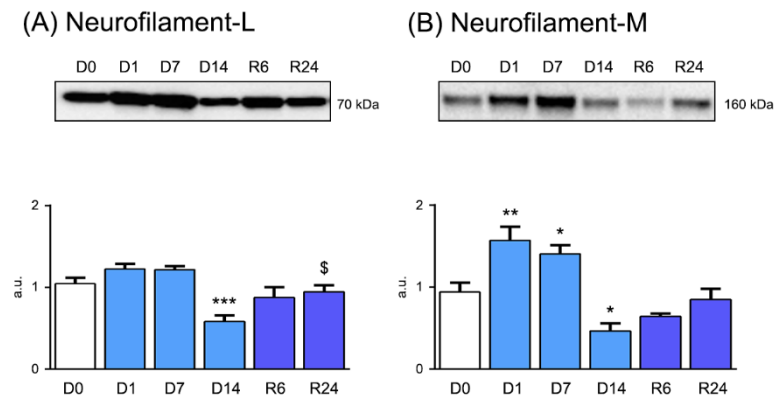 (A) Neurofilament-L
D0 D1 D7 D14 R6 R24
70 kDa
2
1
0
a.u.
***
$
D0 D1 D7 D14 R6 R24
(B) Neurofilament-M
D0 D1 D7 D14 R6 R24
160 kDa
2
1
0
a.u.
**
*
*
D0 D1 D7 D14 R6 R24